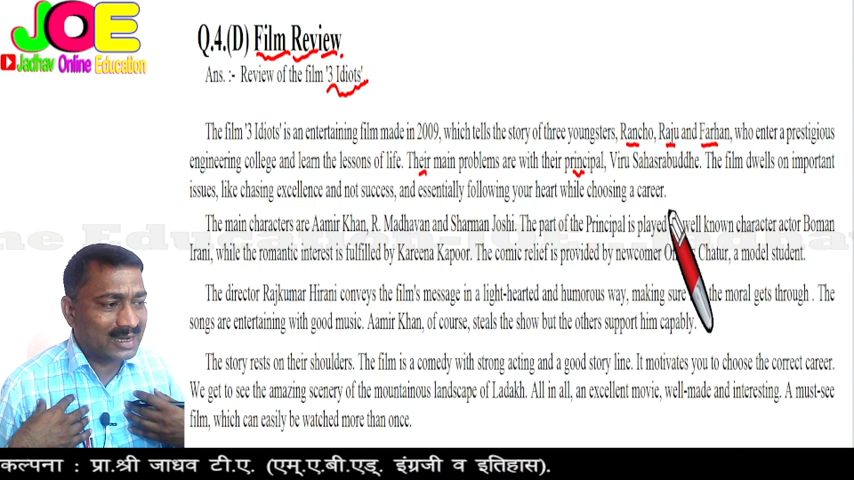 JOE
Jadhav Online Education
Q.4.(D) Film Review
Ans. :- Review of the film '3 Idiots'
The film '3 Idiots' is an entertaining film made in 2009, which tells the story of three youngsters, Rancho, Raju and Farhan, who enter a prestigious
engineering college and learn the lessons of life. Their main problems are with their principal, Viru Sahasrabuddhe. The film dwells on important
issues, like chasing excellence and not success, and essentially following your heart while choosing a career.
The main characters are Aamir Khan, R. Madhavan and Sharman Joshi. The part of the Principal is played well known character actor Boman
Irani, while the romantic interest is fulfilled by Kareena Kapoor. The comic relief is provided by newcomer Chatur, a model student.
The director Rajkumar Hirani conveys the film's message in a light-hearted and humorous way, making sure the moral gets through . The
songs are entertaining with good music. Aamir Khan, of course, steals the show but the others support him capably.
The story rests on their shoulders. The film is a comedy with strong acting and a good story line. It motivates you to choose the correct career.
We get to see the amazing scenery of the mountainous landscape of Ladakh. All in all, an excellent movie, well-made and interesting. A must-see
film, which can easily be watched more than once.
कल्पना : प्रा.श्री जाधव टी.ए. (एम्.ए.बी.एड्. इंग्रजी व इतिहास).